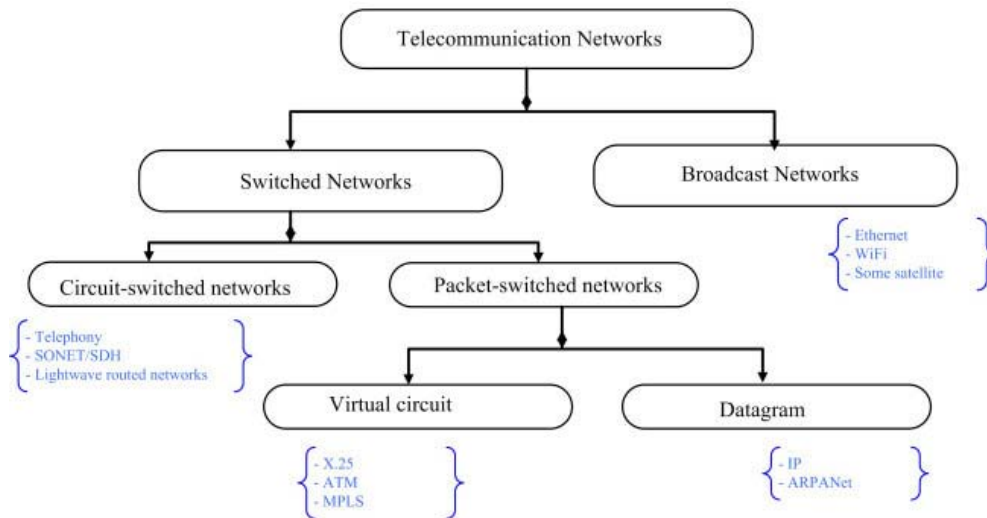 Telecommunication Networks
Switched Networks
Broadcast Networks
- Ethernet
- WiFi
- Some satellite
Circuit-switched networks
Packet-switched networks
- Telephony
- SONET/SDH
- Lightwave routed networks
Virtual circuit
Datagram
- X.25
- ATM
- MPLS
- IP
- ARPANet